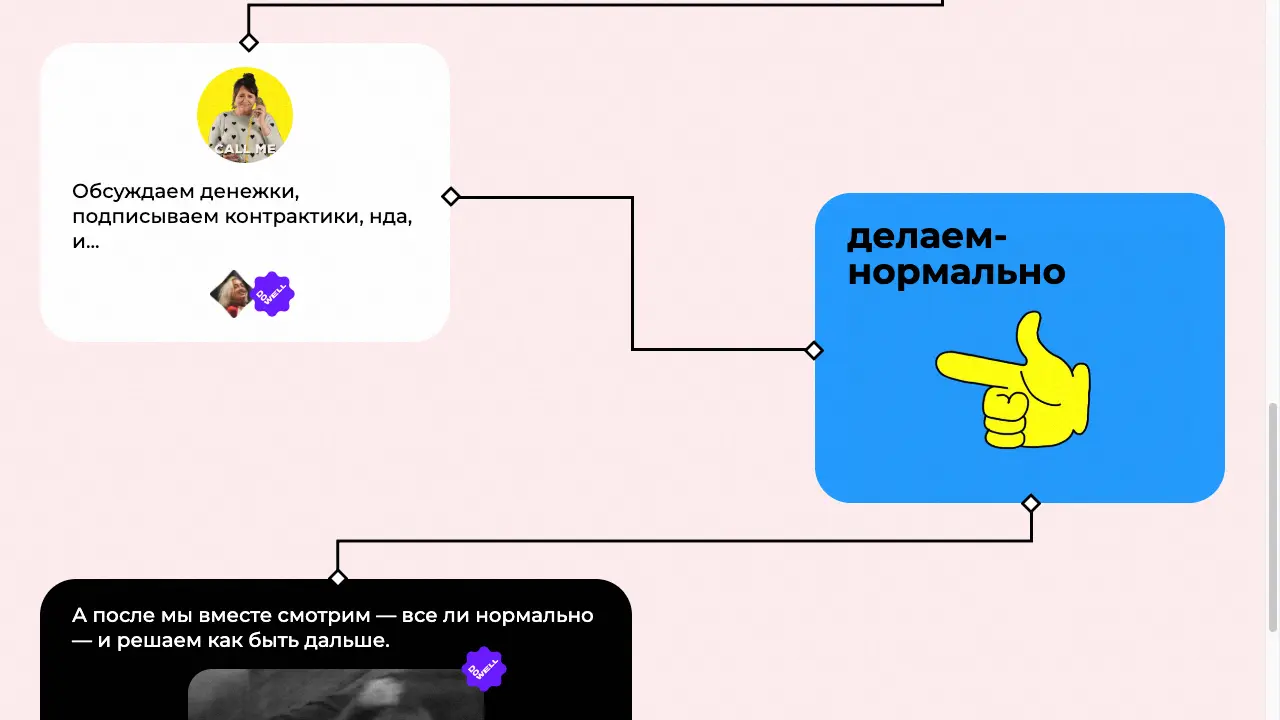 CALL ME
Обсуждаем денежки,
подписываем контрактики, нда,
и...
DO WELL
делаем-
нормально
А после мы вместе смотрим — все ли нормально
— и решаем как быть дальше.
DO WELL